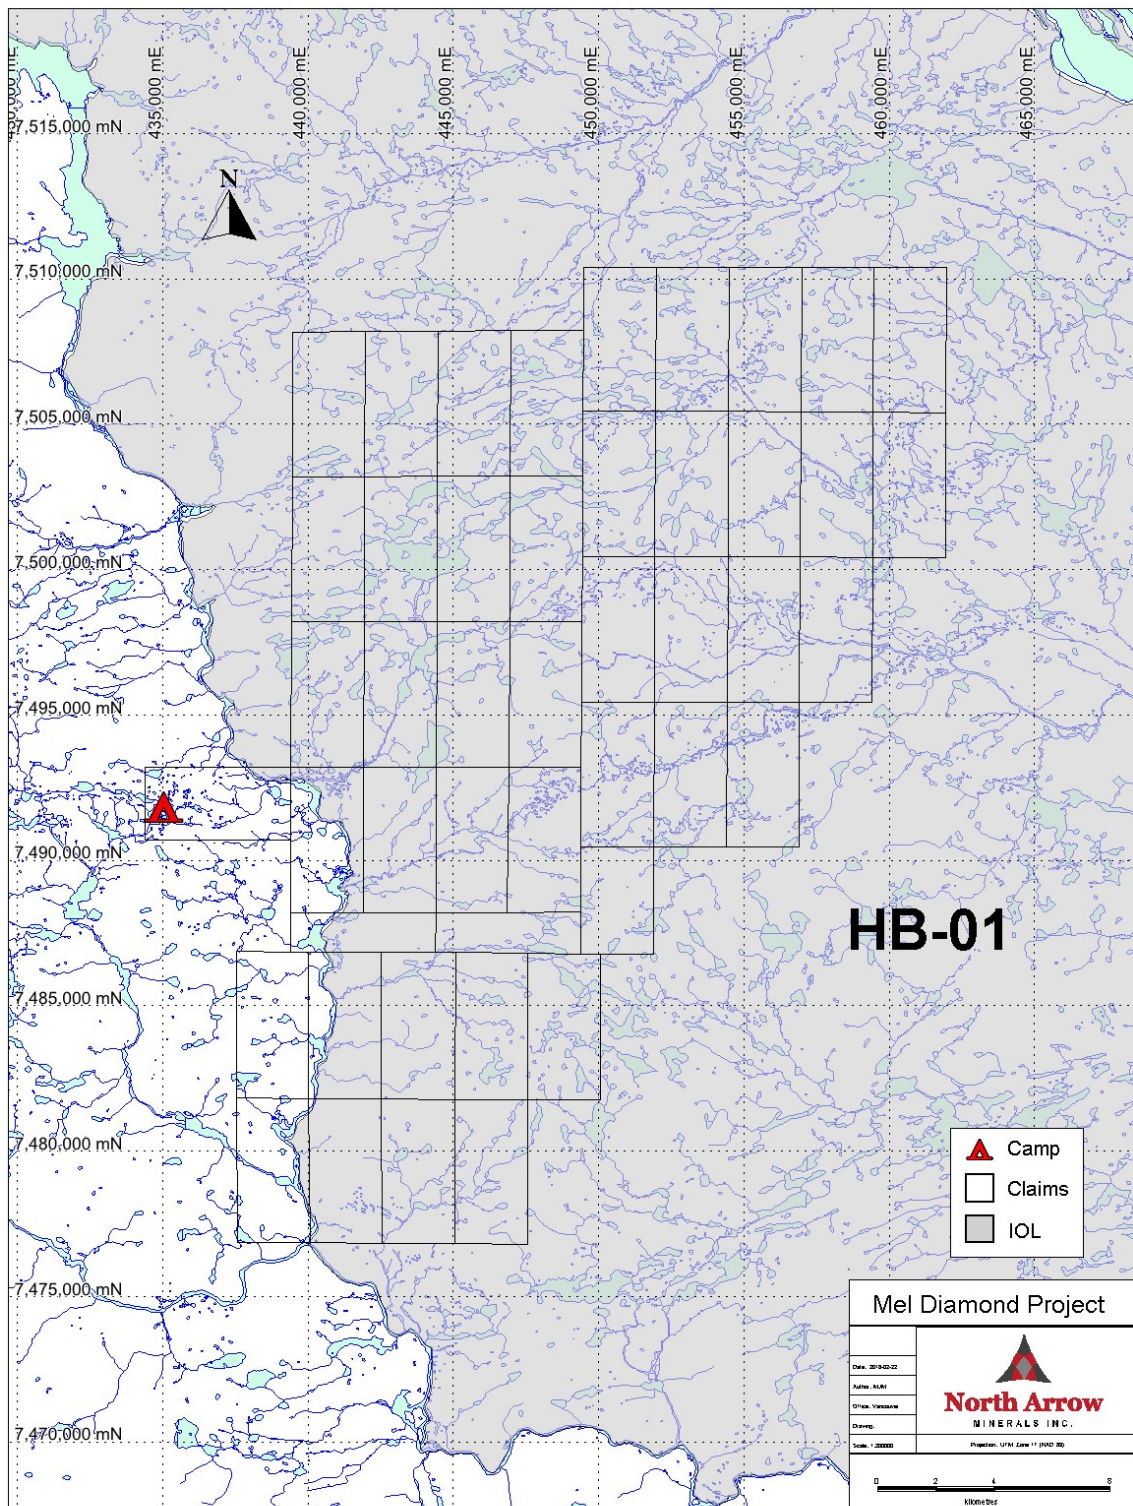 435,000 mE
440,000 mE
445,000 mE
450,000 mE
455,000 mE
460,000 mE
465,000 mE
7,515,000 mN
N
7,510,000 mN
7,505,000 mN
7,500,000 mN
7,495,000 mN
7,490,000 mN
HB-01
7,485,000 mN
7,480,000 mN
Camp
Claims
IOL
7,475,000 mN
Mel Diamond Project
North Arrow
MINERALS INC.
7,470,000 mN
0 2 4 8
kilometres